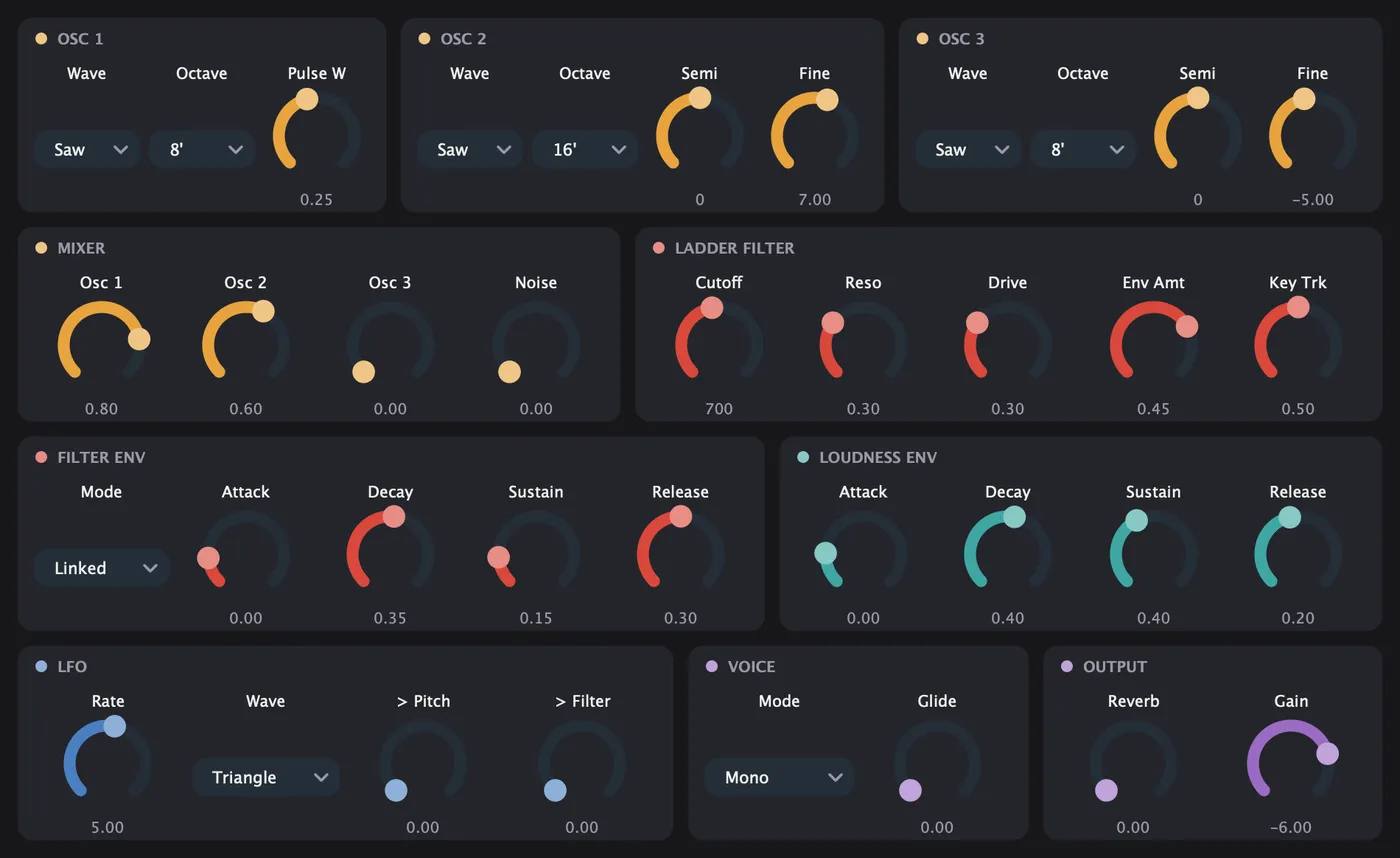 OSC 1 OSC 2 OSC 3
Wave Octave Pulse W Wave Octave Semi Fine Wave Octave Semi Fine
Saw 8' Saw 16' Saw 8'
0.25 0 7.00 0 −5.00
MIXER LADDER FILTER
Osc 1 Osc 2 Osc 3 Noise Cutoff Reso Drive Env Amt Key Trk
0.80 0.60 0.00 0.00 700 0.30 0.30 0.45 0.50
FILTER ENV LOUDNESS ENV
Mode Attack Decay Sustain Release Attack Decay Sustain Release
Linked
0.00 0.35 0.15 0.30 0.00 0.40 0.40 0.20
LFO VOICE OUTPUT
Rate Wave > Pitch > Filter Mode Glide Reverb Gain
Triangle Mono
5.00 0.00 0.00 0.00 0.00 −6.00